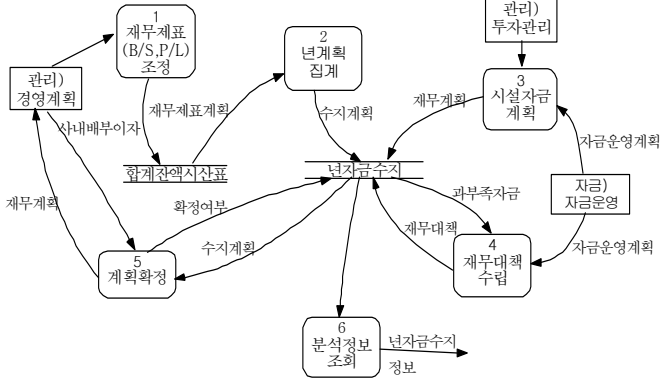 1
재무제표
(B/S,P/L)
조정
2
년계획
집계
관리)
투자관리
관리)
경영계획
3
시설자금
계획
재무제표계획
수지계획
재무계획
사내배부이자
자금운영계획
합계잔액시산표
년자금수지
자금)
자금운영
재무계획
확정여부
과부족자금
재무대책
수지계획
자금운영계획
4
재무대책
수립
5
계획확정
6
분석정보
조회
년자금수지
정보